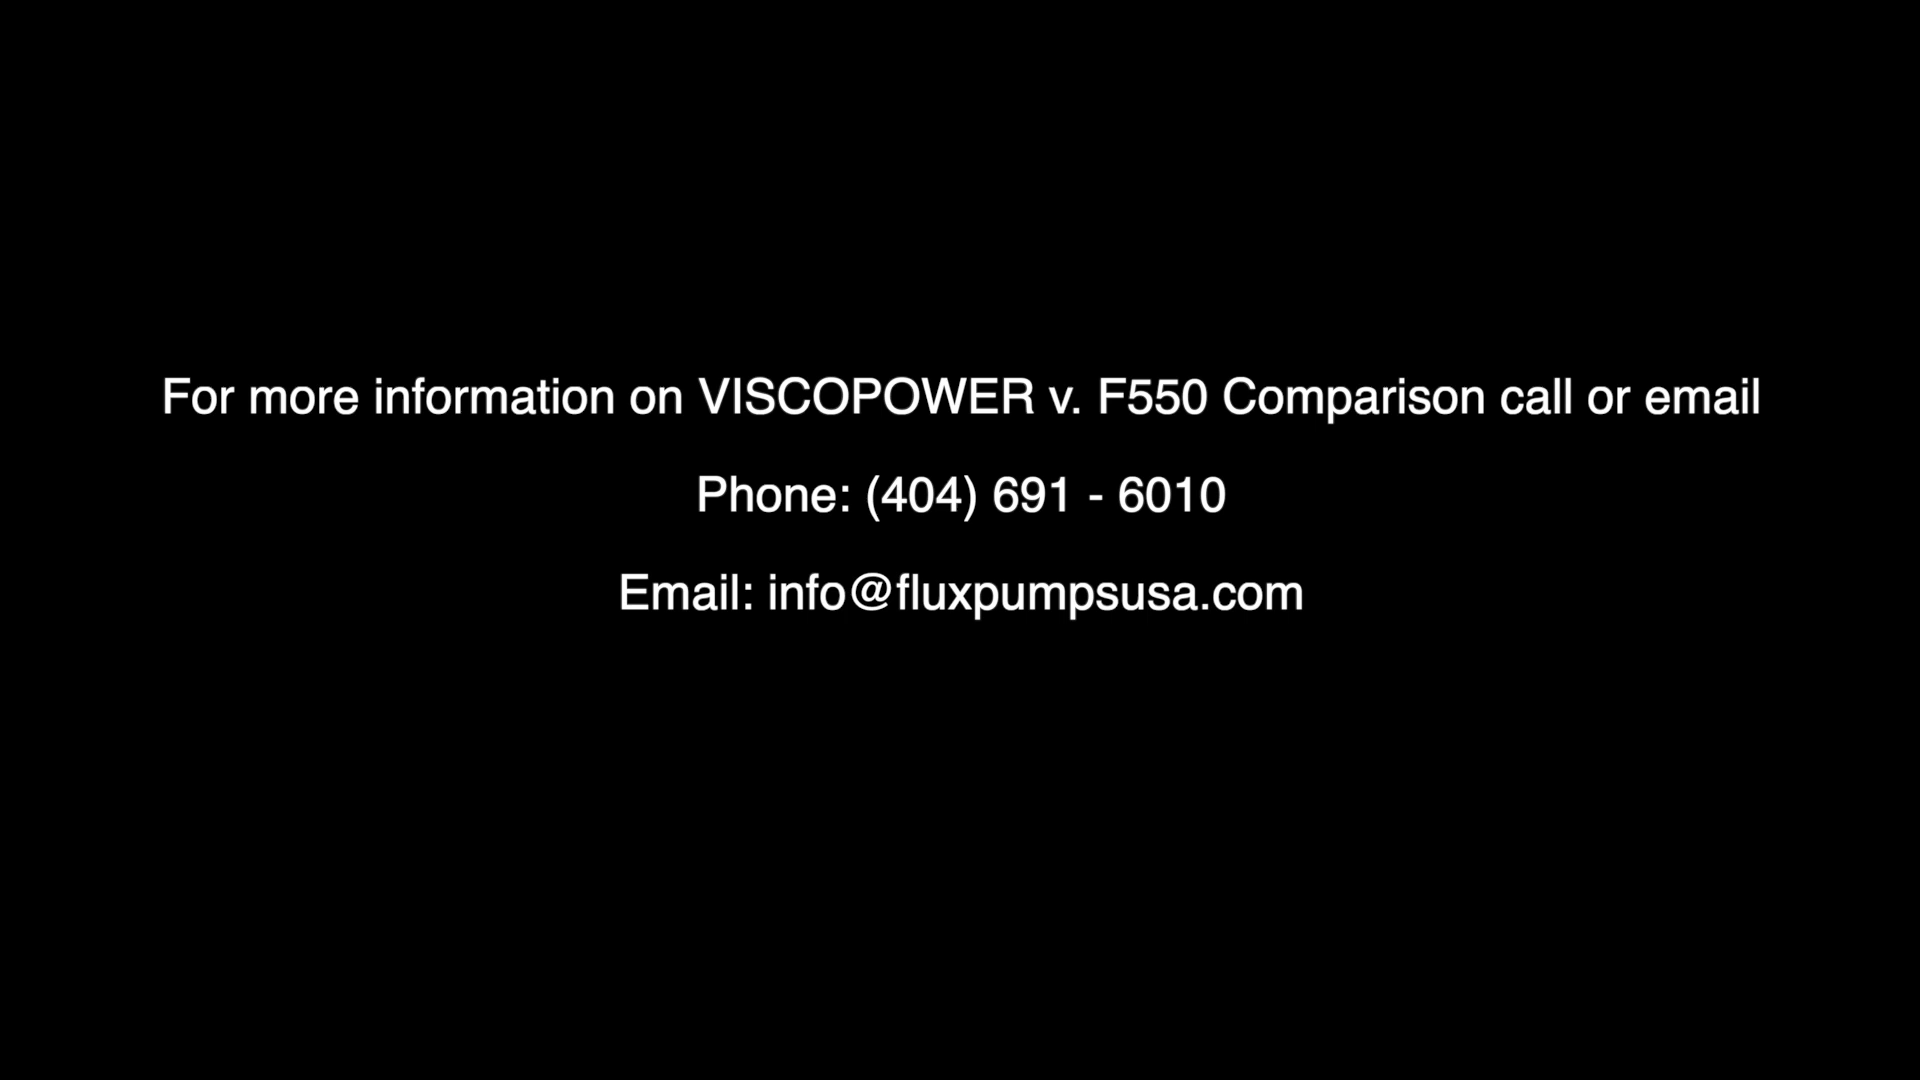 For more information on VISCOPOWER v. F550 Comparison call or email
Phone: (404) 691 - 6010
Email: info@fluxpumpsusa.com